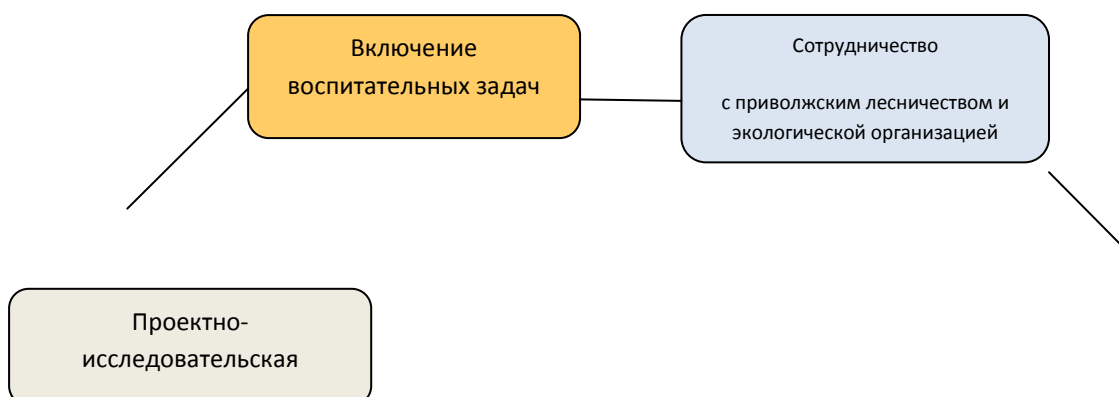 Включение
воспитательных задач
Сотрудничество
с приволжским лесничеством и
экологической организацией
Проектно-
исследовательская